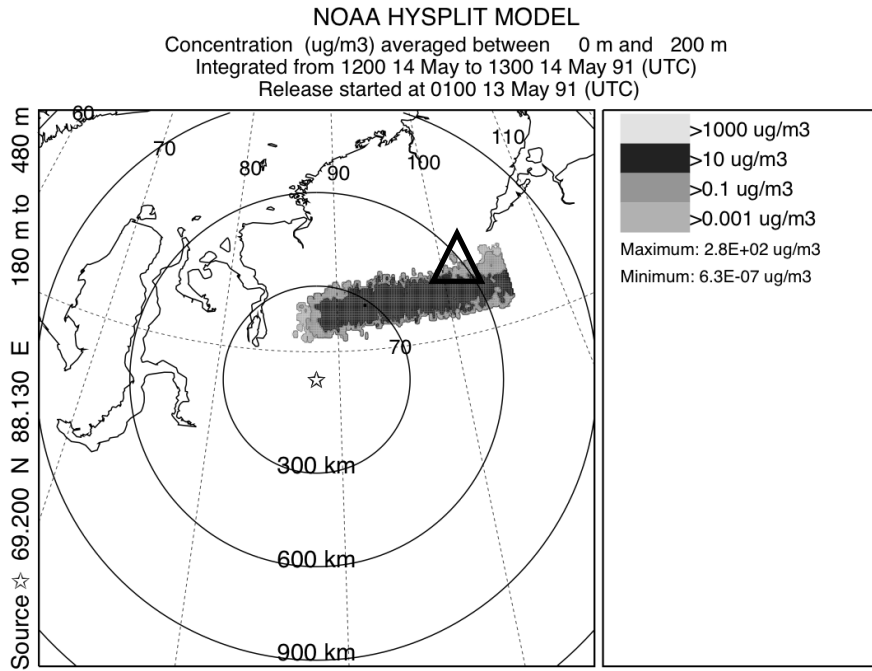 NOAA HYSPLIT MODEL
Concentration (ug/m3) averaged between 0 m and 200 m
Integrated from 1200 14 May to 1300 14 May 91 (UTC)
Release started at 0100 13 May 91 (UTC)
Source ☆ 69.200 N 88.130 E 180 m to 480 m
60
70
80
90
100
110
70
300 km
600 km
900 km
>1000 ug/m3
>10 ug/m3
>0.1 ug/m3
>0.001 ug/m3
Maximum: 2.8E+02 ug/m3
Minimum: 6.3E-07 ug/m3